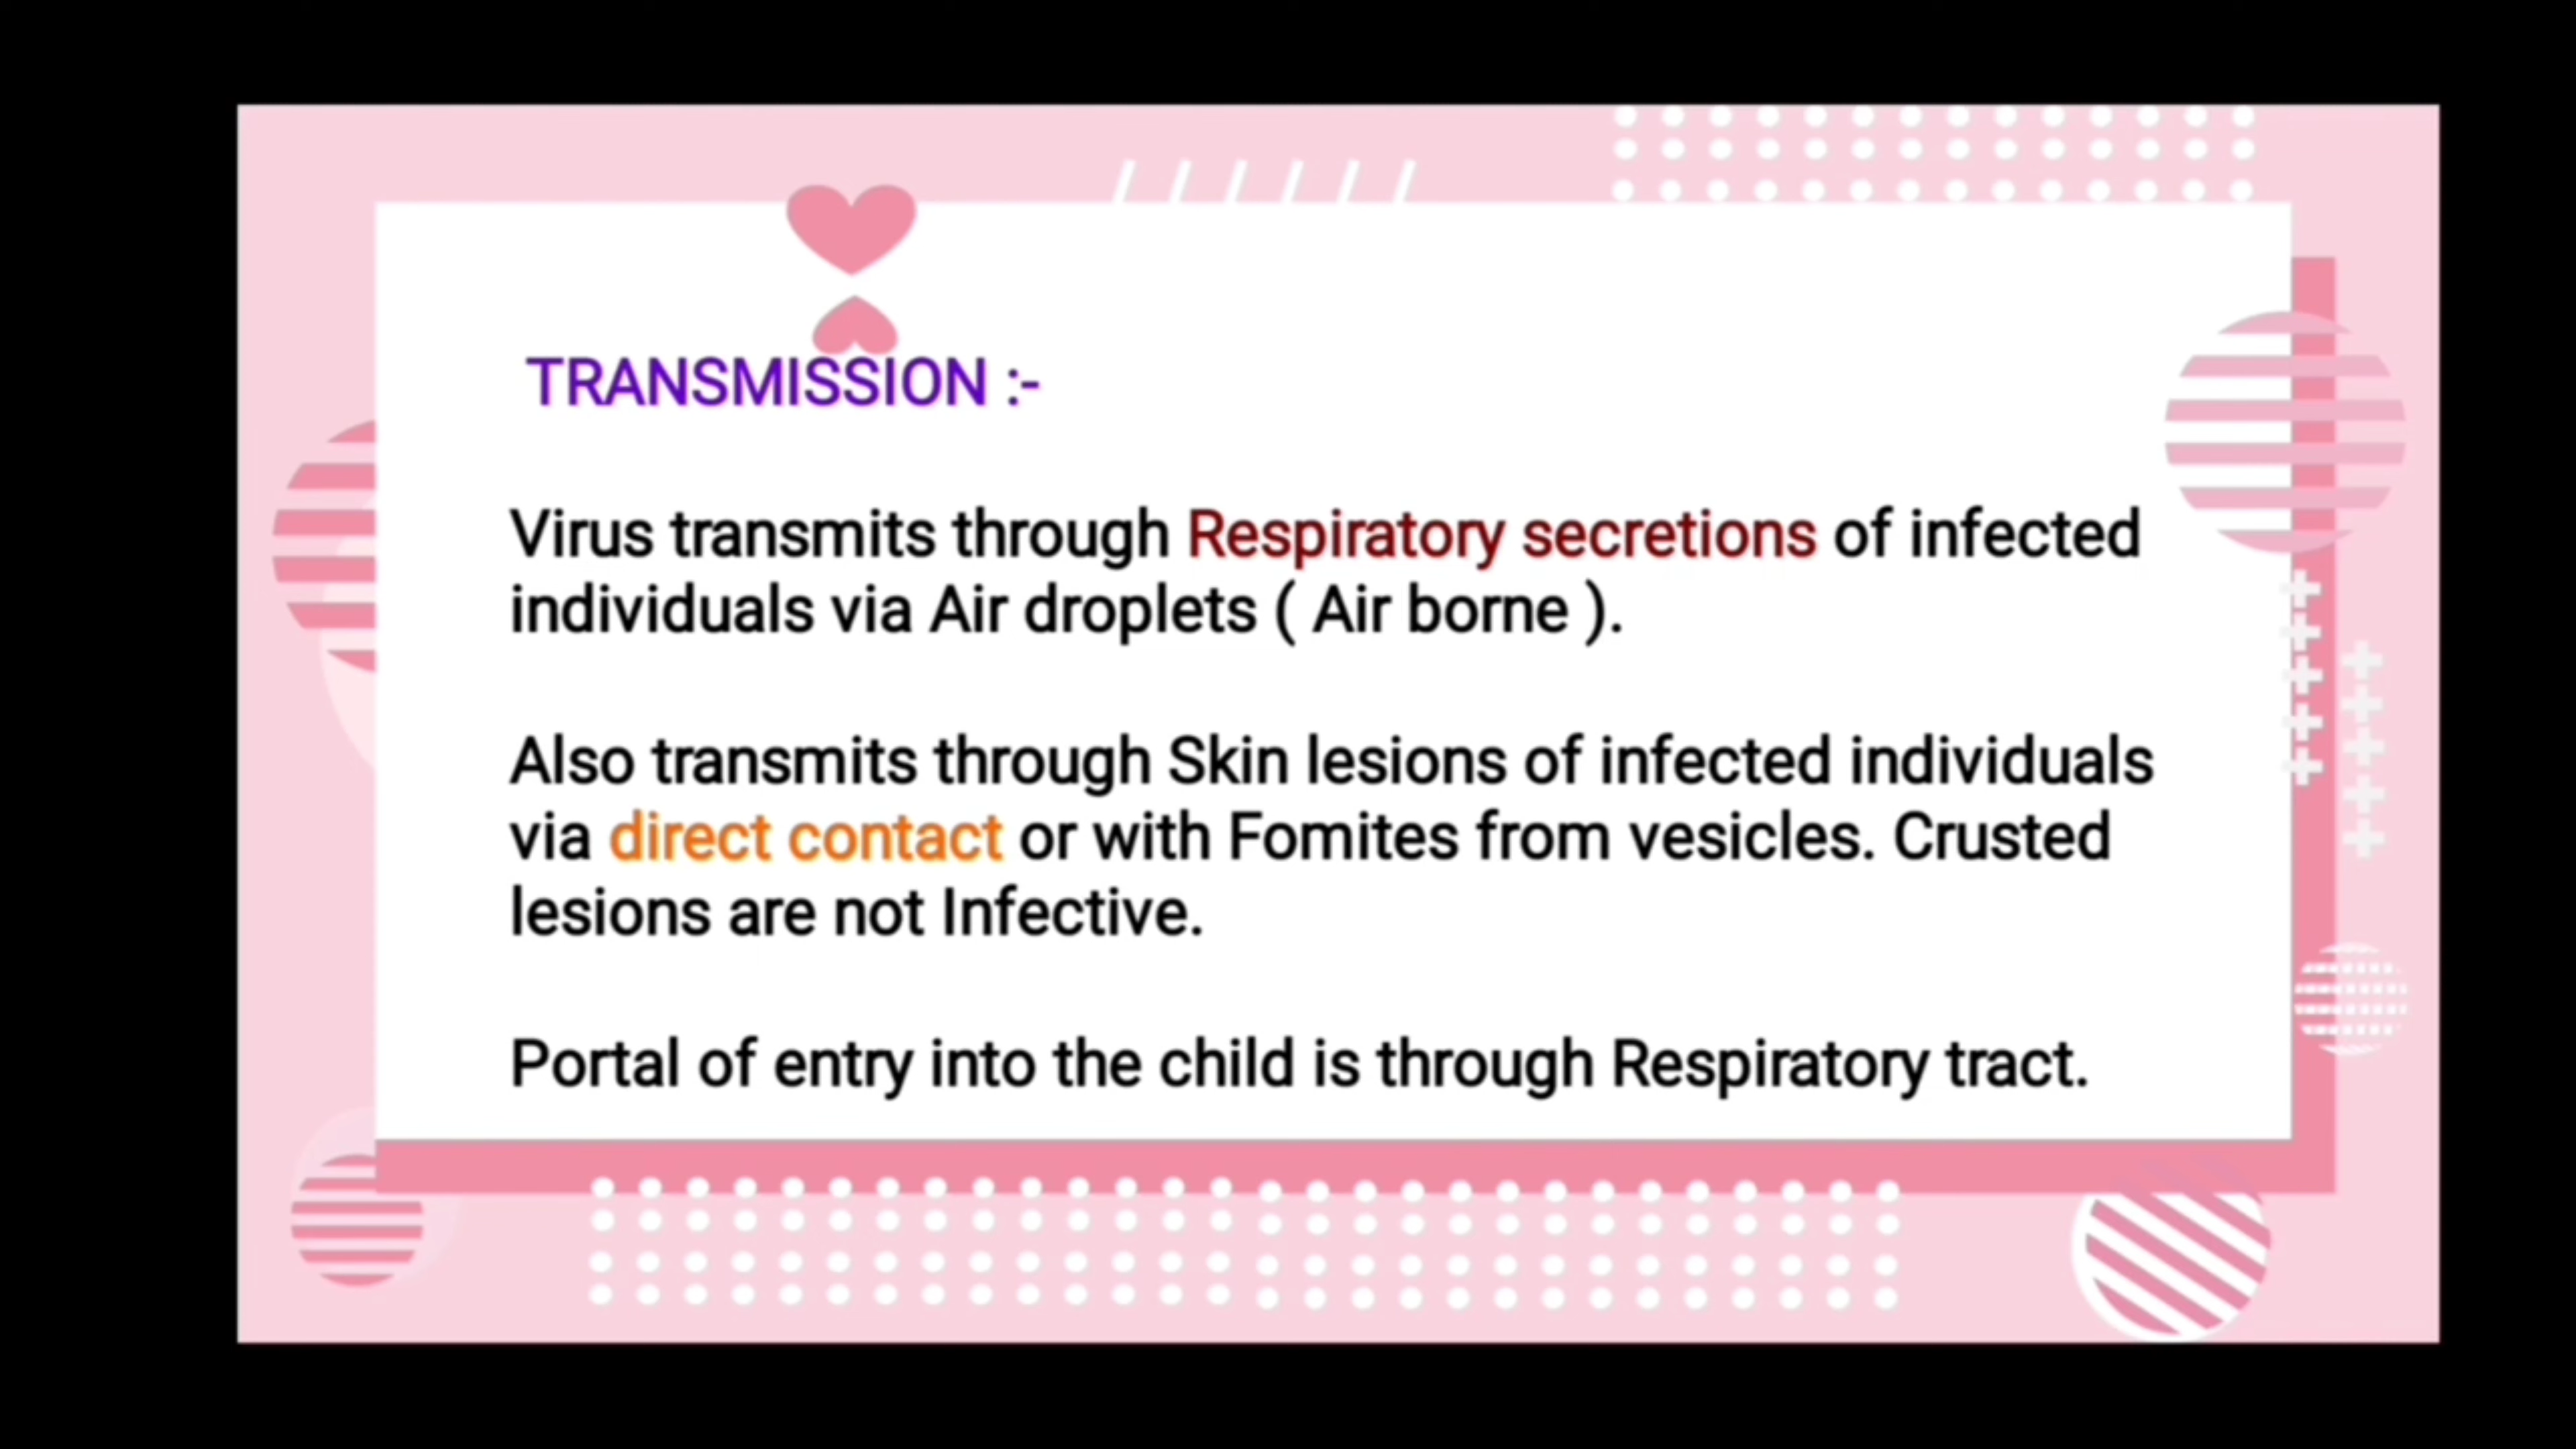 TRANSMISSION :-
Virus transmits through Respiratory secretions of infected
individuals via Air droplets ( Air borne ).
Also transmits through Skin lesions of infected individuals
via direct contact or with Fomites from vesicles. Crusted
lesions are not Infective.
Portal of entry into the child is through Respiratory tract.